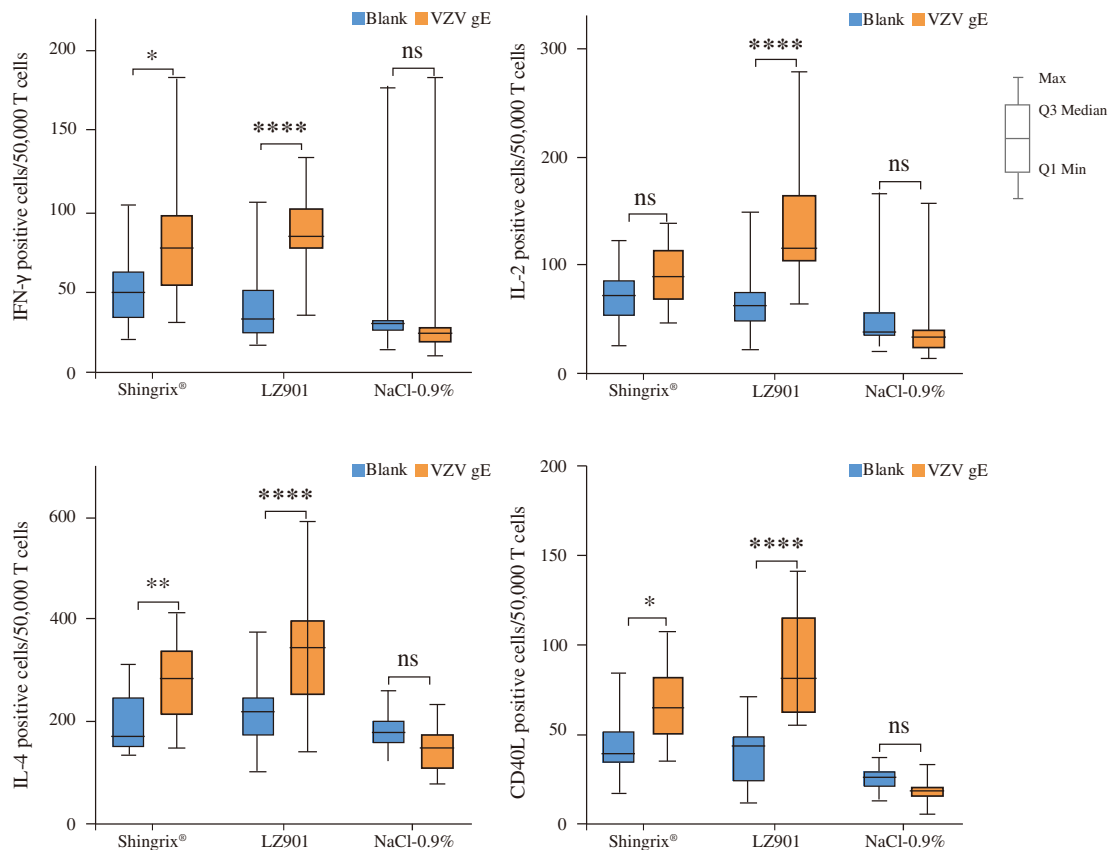 Blank VZV gE
IFN-γ positive cells/50,000 T cells
200
150
100
50
0
*
****
ns
Shingrix® LZ901 NaCl-0.9%
Blank VZV gE
IL-2 positive cells/50,000 T cells
300
200
100
0
ns
****
ns
Shingrix® LZ901 NaCl-0.9%
Max
Q3 Median
Q1 Min
Blank VZV gE
IL-4 positive cells/50,000 T cells
600
600
400
200
0
**
****
ns
Shingrix® LZ901 NaCl-0.9%
Blank VZV gE
CD40L positive cells/50,000 T cells
200
150
100
50
0
*
****
ns
Shingrix® LZ901 NaCl-0.9%